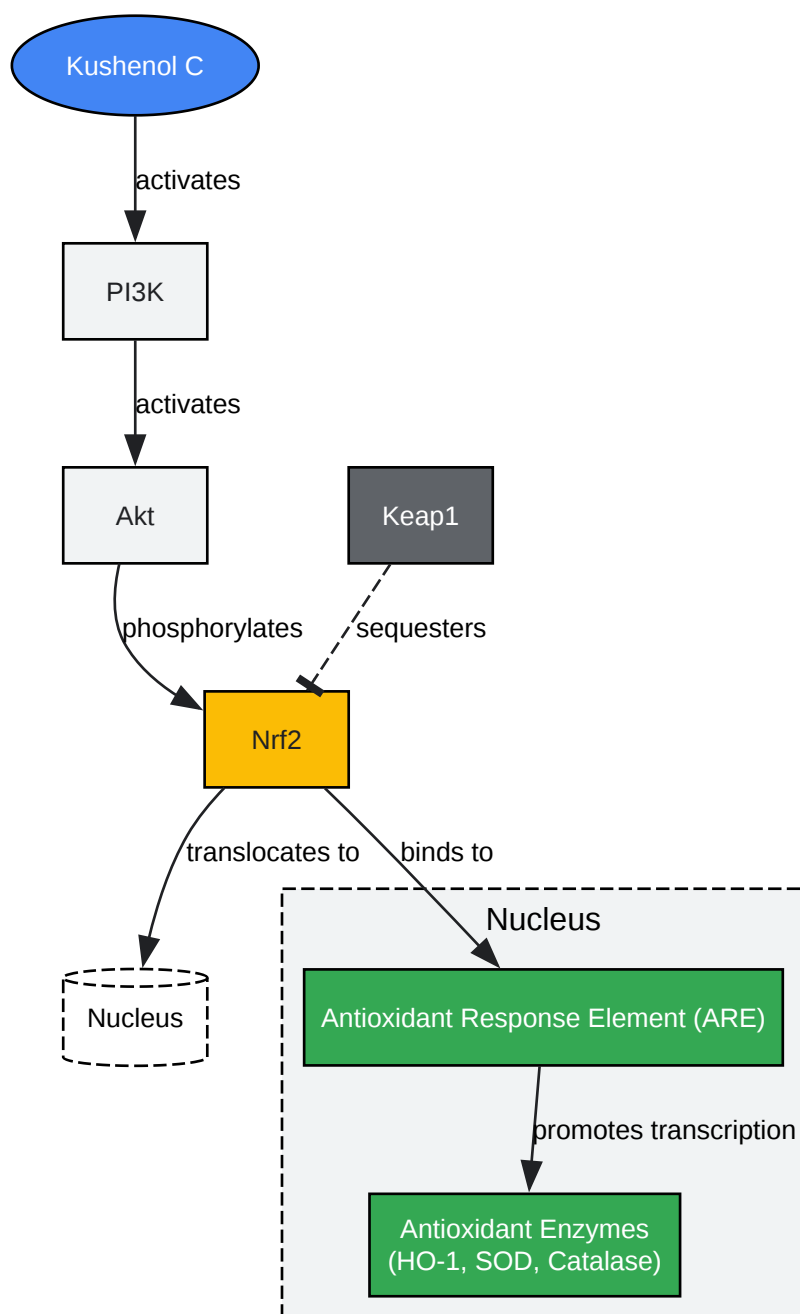 Kushenol C
activates
PI3K
activates
Akt
Keap1
phosphorylates
sequesters
Nrf2
translocates to
binds to
Nucleus
Nucleus
Antioxidant Response Element (ARE)
promotes transcription
Antioxidant Enzymes
(HO-1, SOD, Catalase)